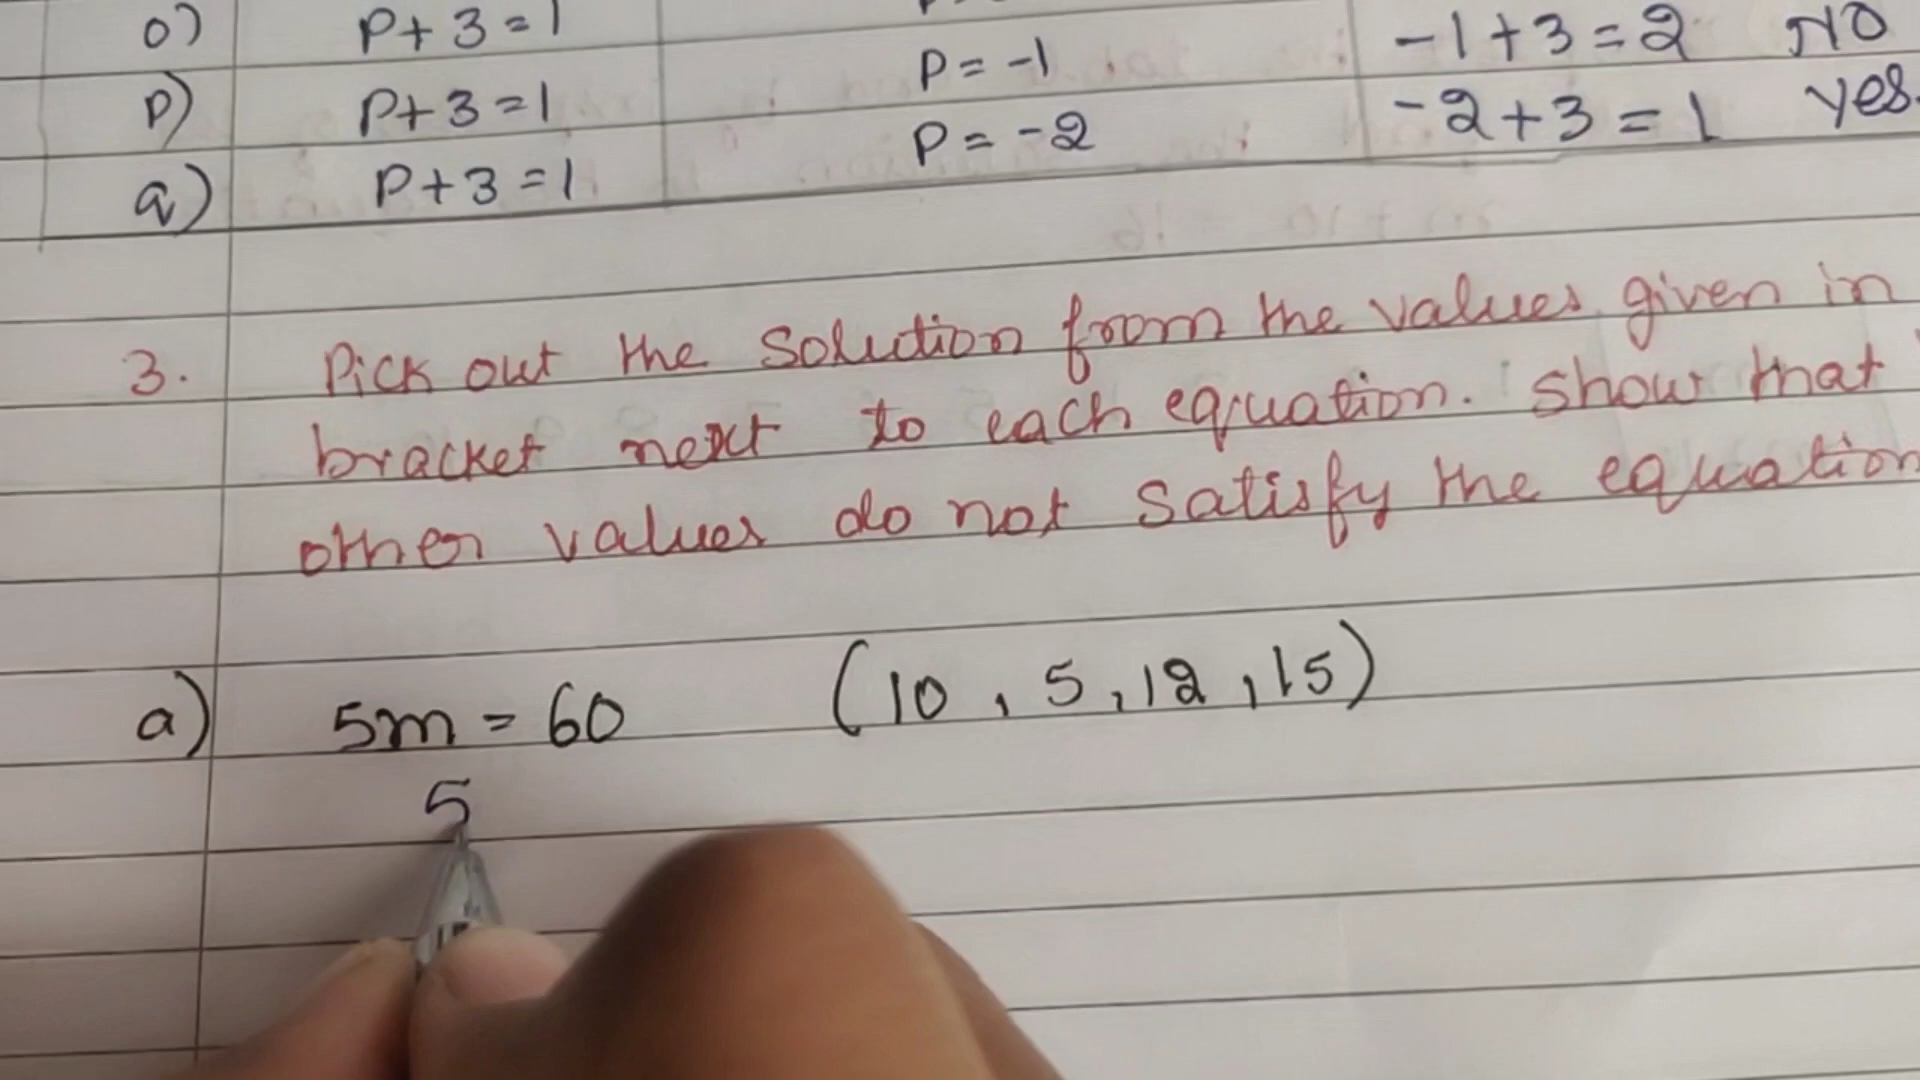 o) P+3=1
P=-1 -1+3=2 NO
p) P+3=1
P=-2 -2+3=1 yes.
q) P+3=1
3. Pick out the solution from the values given in
bracket next to each equation. show that
other values do not satisfy the equation
a) 5m = 60 (10, 5, 12, 15)
5